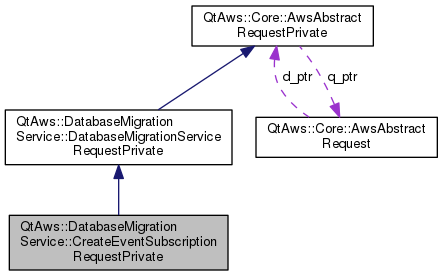 QtAws::Core::AwsAbstract
RequestPrivate
d_ptr
q_ptr
QtAws::DatabaseMigration
Service::DatabaseMigrationService
RequestPrivate
QtAws::Core::AwsAbstract
Request
QtAws::DatabaseMigration
Service::CreateEventSubscription
RequestPrivate